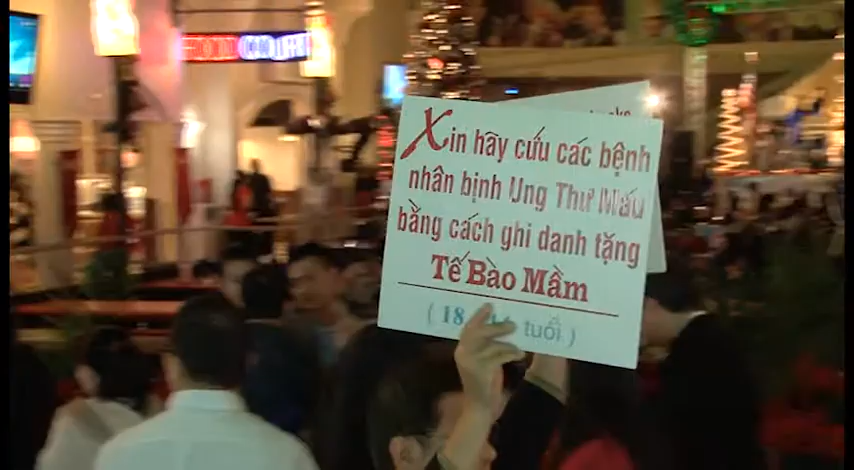 FOOD COURT
Xin hãy cứu các bệnh
nhân bịnh Ung Thư Máu
bằng cách ghi danh tặng
Tế Bào Mầm
( 18 tuổi )